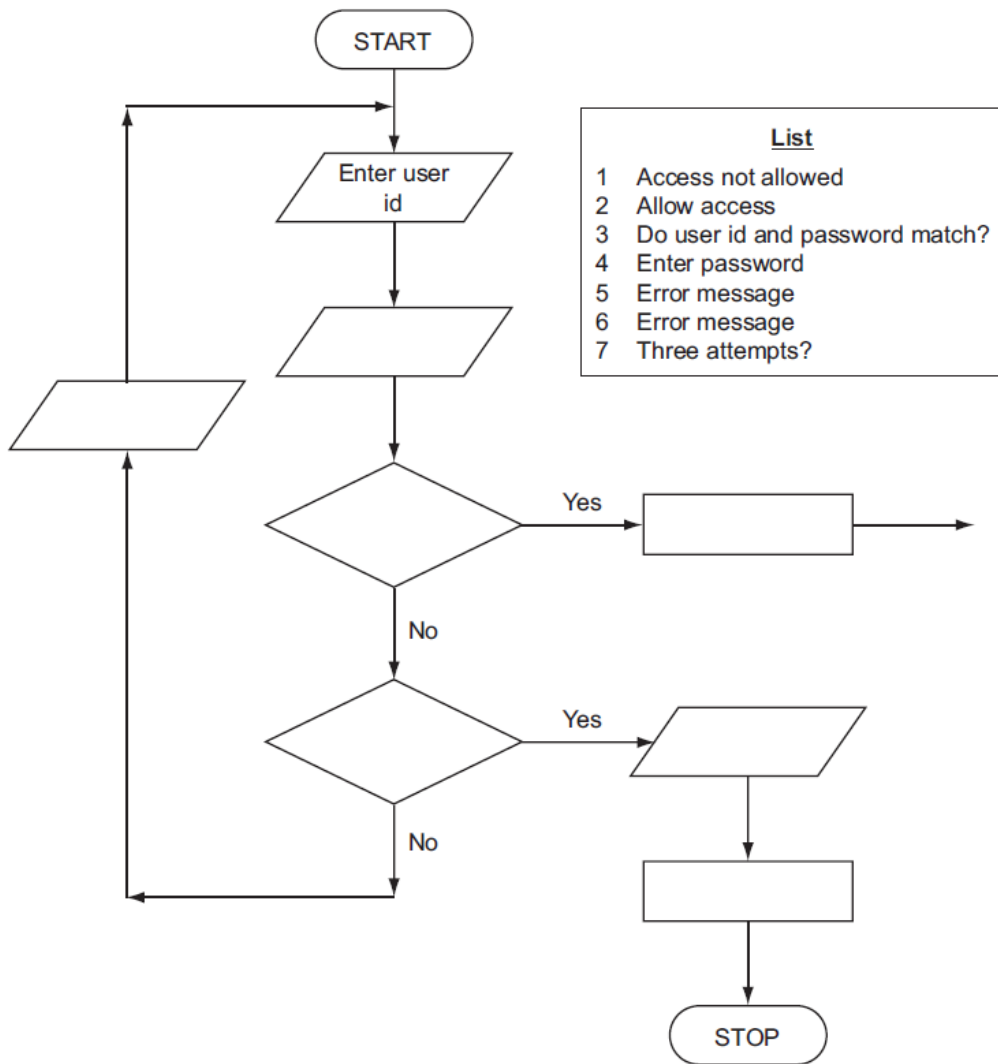 START
Enter user
id
List
1 Access not allowed
2 Allow access
3 Do user id and password match?
4 Enter password
5 Error message
6 Error message
7 Three attempts?
Yes
No
Yes
No
STOP